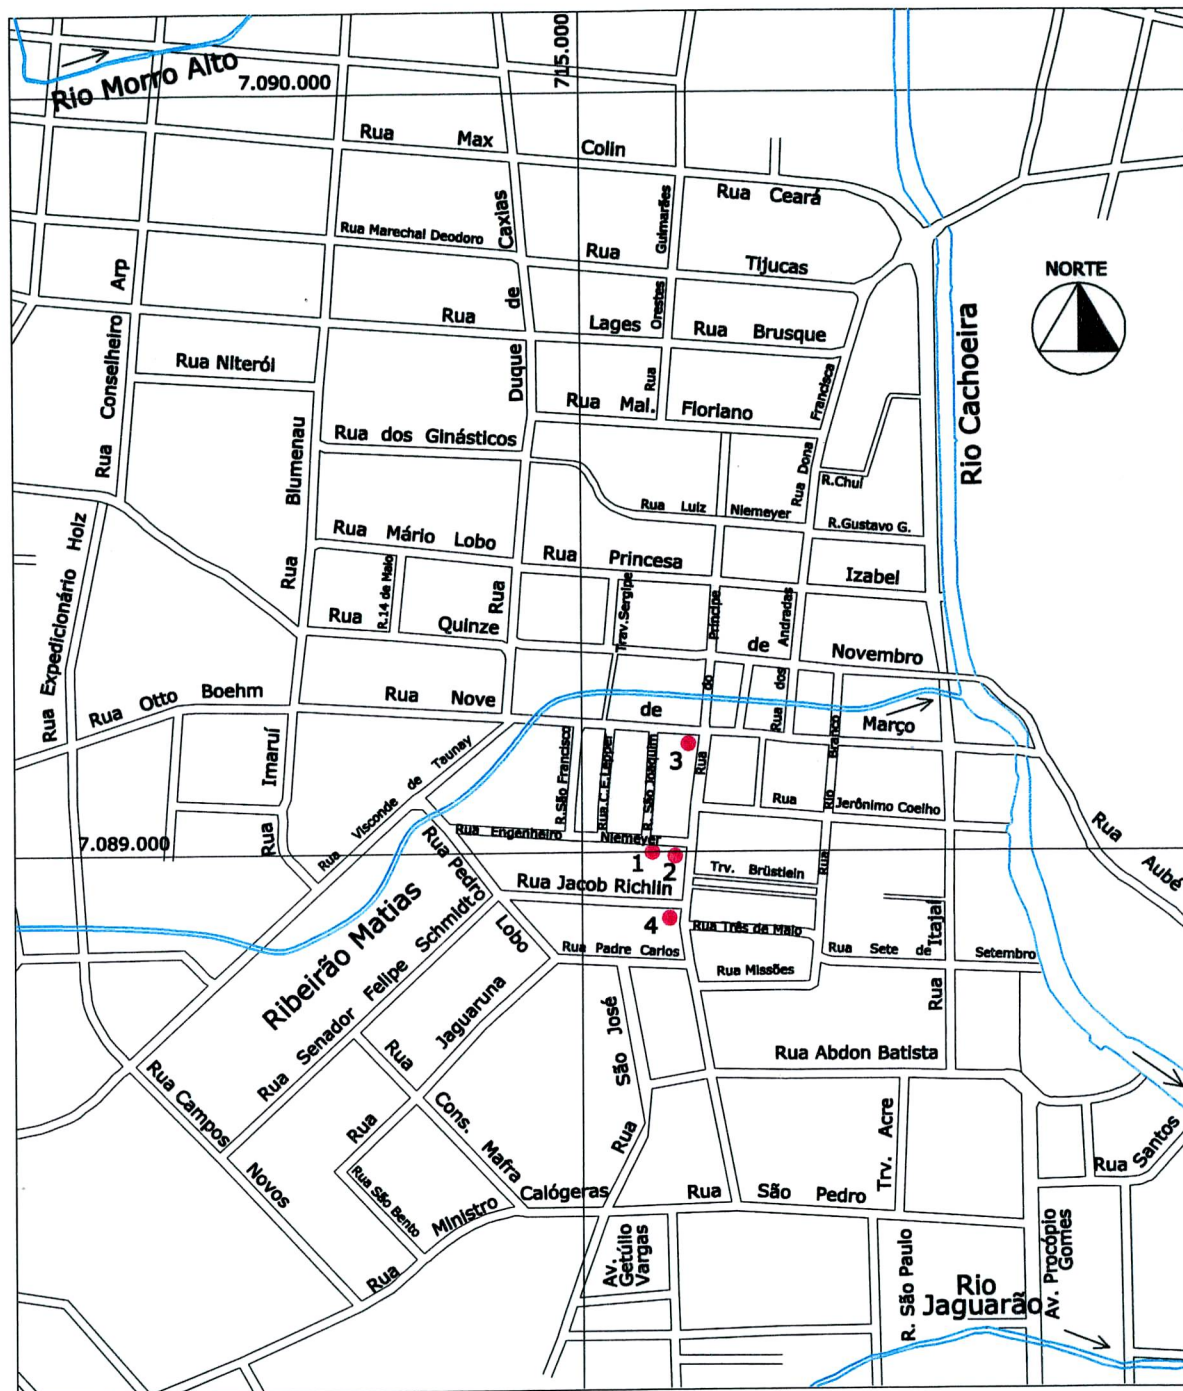 715.000
Rio Morro Alto
7.090.000
Rua Max Colin
Rua Ceará
Rua Marechal Deodoro
Caxias
Rua
Guimarães
Tijucas
NORTE
Rua Conselheiro Arp
Rua de Lages
Orestes
Rua Brusque
Rua Niterói
Duque
Rua Mal. Floriano
Rua
Francisca
Rua dos Ginásticos
Rio Cachoeira
Blumenau
Rua Dona
R.Chuí
Rua Luiz Niemeyer
R.Gustavo G.
Rua Mário Lobo
Rua Princesa Izabel
Rua Expedicionário Holz
Rua
R.14 de Maio
Rua
Trav.Sergipe
Príncipe
Andradas
Rua Quinze de Novembro
Rua Otto Boehm
Rua Nove de Março
do
Rua dos
Imaruí
Rua Visconde de Taunay
R.São Francisco
Rua.C.E.Lepper
R. São Joaquim
3
Rua
Branco
Rio
Rua Jerônimo Coelho
Rua Aubé
Rua
7.089.000
Rua Engenheiro Niemeyer
1
2
Trv. Brüstlein
Rua
Rua Pedro Lobo
Rua Jacob Richlin
4
Rua Três de Maio
Rua Itajaí
Ribeirão Matias
Rua Senador Felipe Schmidt
Rua Padre Carlos
Rua Sete de Setembro
Rua Missões
Jaguaruna
Rua São José
Rua Abdon Batista
Rua Campos Novos
Rua Cons. Mafra
Rua
Trv. Acre
Rua Santos
Rua São Bento
Rua Ministro Calógeras
Rua São Pedro
Av. Getúlio Vargas
R. São Paulo
Rio Jaguarão
Av. Procópio Gomes